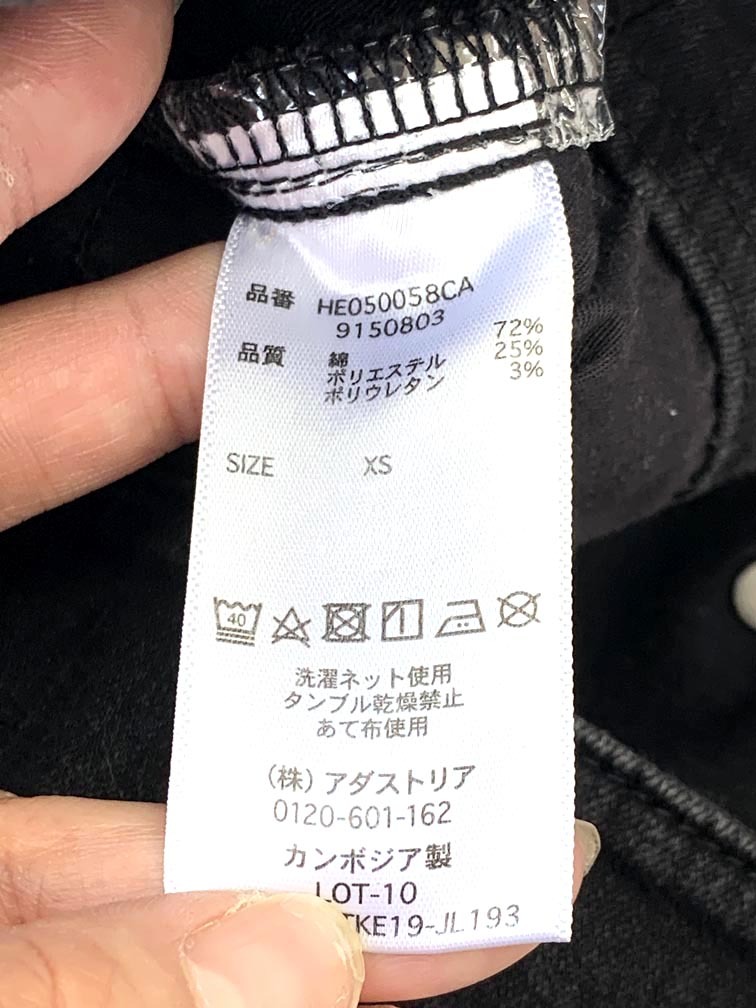 品番 HE050058CA
9150803
品質 綿 72%
ポリエステル 25%
ポリウレタン 3%
SIZE XS
40
洗濯ネット使用
タンブル乾燥禁止
あて布使用
(株) アダストリア
0120-601-162
カンボジア製
LOT-10